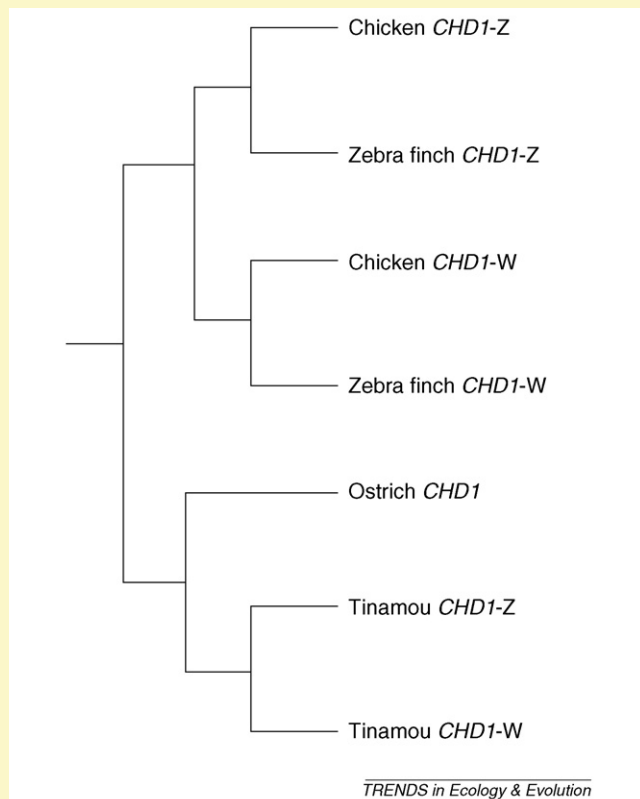 Chicken CHD1-Z
Zebra finch CHD1-Z
Chicken CHD1-W
Zebra finch CHD1-W
Ostrich CHD1
Tinamou CHD1-Z
Tinamou CHD1-W
TRENDS in Ecology & Evolution